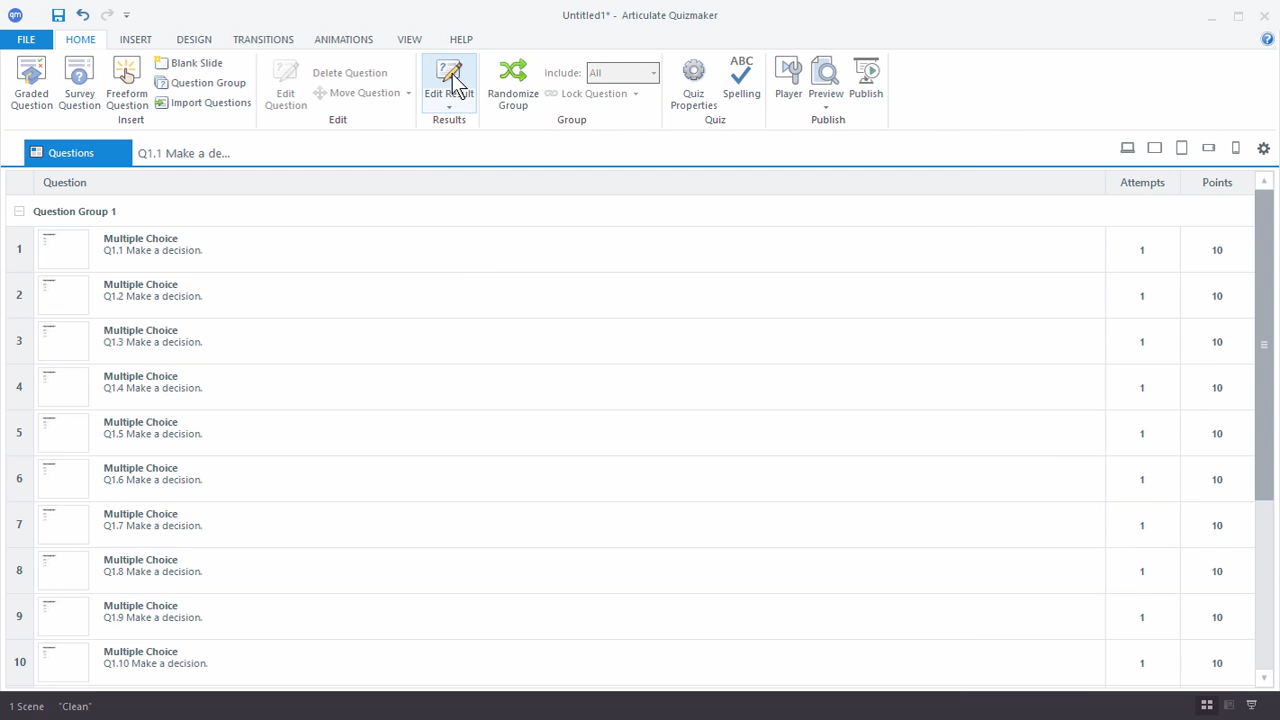 qm
Untitled1* - Articulate Quizmaker
FILE
HOME
INSERT
DESIGN
TRANSITIONS
ANIMATIONS
VIEW
HELP
Graded Question
Survey Question
Freeform Question
Blank Slide
Question Group
Import Questions
Insert
Edit Question
Delete Question
Move Question
Edit
Edit Result
Results
Randomize Group
Include: All
Lock Question
Group
Quiz Properties
ABC
Spelling
Quiz
Player
Preview
Publish
Publish
Questions
Q1.1 Make a de...
Question
Attempts
Points
Question Group 1
1
Multiple Choice
Q1.1 Make a decision.
1
10
2
Multiple Choice
Q1.2 Make a decision.
1
10
3
Multiple Choice
Q1.3 Make a decision.
1
10
4
Multiple Choice
Q1.4 Make a decision.
1
10
5
Multiple Choice
Q1.5 Make a decision.
1
10
6
Multiple Choice
Q1.6 Make a decision.
1
10
7
Multiple Choice
Q1.7 Make a decision.
1
10
8
Multiple Choice
Q1.8 Make a decision.
1
10
9
Multiple Choice
Q1.9 Make a decision.
1
10
10
Multiple Choice
Q1.10 Make a decision.
1
10
1 Scene
"Clean"